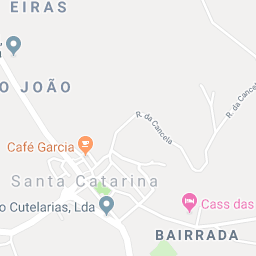 EIRAS
O JOÃO
R. da Cancela
R. da Cancela
Café Garcia
Santa Catarina
o Cutelarias, Lda
Cass das
BAIRRADA